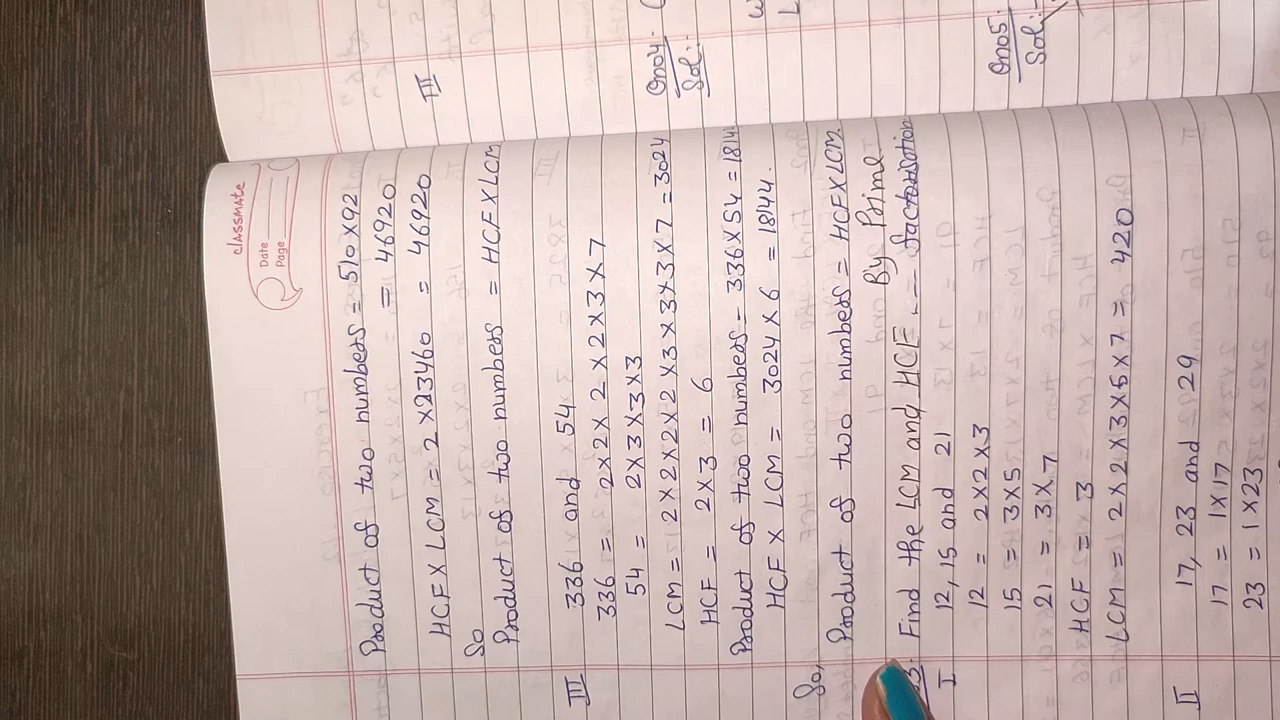 classmate
Date
Page
Product of two numbers = 510 × 92
= 46920
HCF × LCM = 2 × 23460 = 46920
So
Product of two numbers = HCF × LCM
III 336 and 54
336 = 2×2×2×2×3×7
54 = 2×3×3×3
LCM = 2×2×2×2×3×3×3×7 = 3024
HCF = 2×3 = 6
Product of two numbers = 336×54 = 1814
HCF × LCM = 3024 × 6 = 18144.
So, Product of two numbers = HCF×LCM.
Find the LCM and HCF. By Prime factorization
I 12, 15 and 21
12 = 2×2×3
15 = 3×5
21 = 3×7
HCF = 3
LCM = 2×2×3×5×7 = 420
II 17, 23 and 29
17 = 1×17
23 = 1×23
III
Qno4.
Sol:-
Qno5.
Sol:-